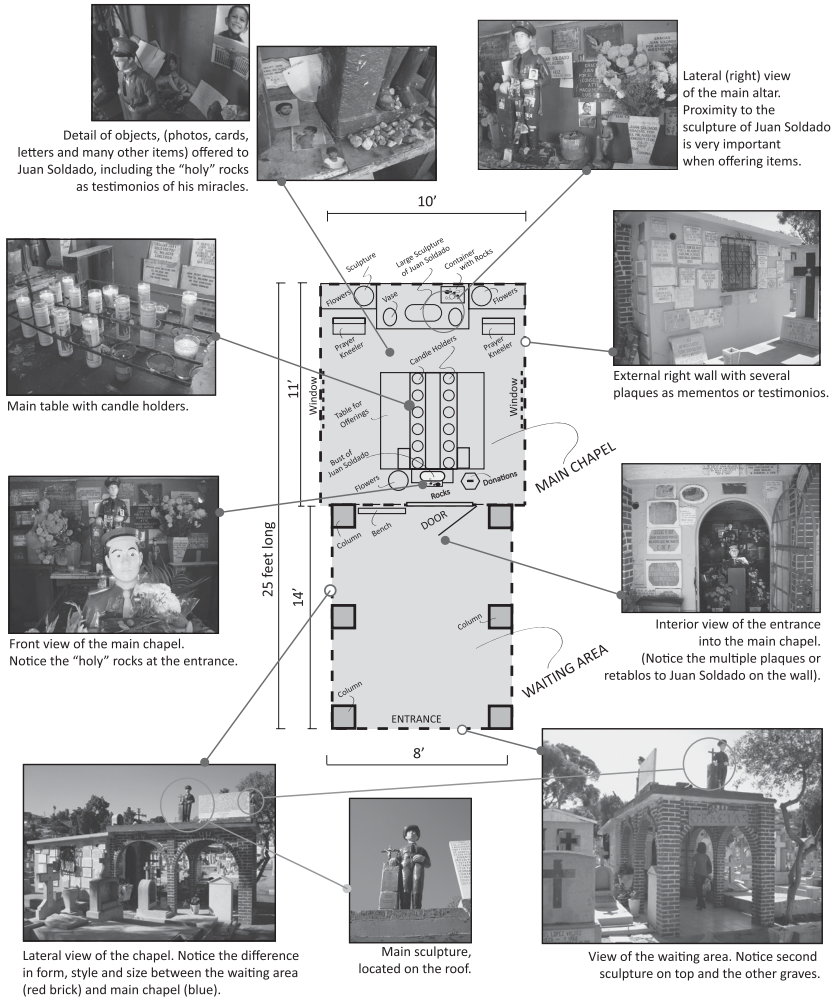 Detail of objects, (photos, cards,
letters and many other items) offered to
Juan Soldado, including the “holy” rocks
as testimonios of his miracles.
Lateral (right) view
of the main altar.
Proximity to the
sculpture of Juan Soldado
is very important
when offering items.
10’
Sculpture
Large Sculpture
of Juan Soldado
Container
with Rocks
Flowers
Vase
Flowers
Prayer
Kneeler
Prayer
Kneeler
Candle Holders
Main table with candle holders.
External right wall with several
plaques as mementos or testimonios.
11’
Window
Window
Table for
Offerings
Bust of
Juan Soldado
Flowers
Rocks
Donations
MAIN CHAPEL
Column
Bench
DOOR
25 feet long
14’
Front view of the main chapel.
Notice the “holy” rocks at the entrance.
Interior view of the entrance
into the main chapel.
(Notice the multiple plaques or
retablos to Juan Soldado on the wall).
Column
WAITING AREA
Column
ENTRANCE
8’
Lateral view of the chapel. Notice the difference
in form, style and size between the waiting area
(red brick) and main chapel (blue).
Main sculpture,
located on the roof.
View of the waiting area. Notice second
sculpture on top and the other graves.